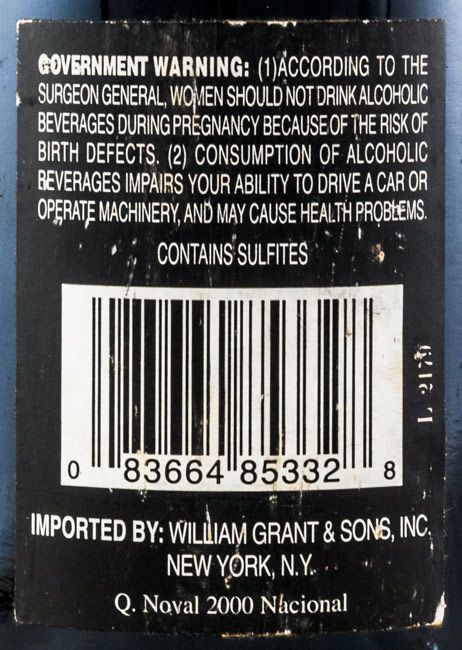 GOVERNMENT WARNING: (1)ACCORDING TO THE
SURGEON GENERAL, WOMEN SHOULD NOT DRINK ALCOHOLIC
BEVERAGES DURING PREGNANCY BECAUSE OF THE RISK OF
BIRTH DEFECTS. (2) CONSUMPTION OF ALCOHOLIC
BEVERAGES IMPAIRS YOUR ABILITY TO DRIVE A CAR OR
OPERATE MACHINERY, AND MAY CAUSE HEALTH PROBLEMS.
CONTAINS SULFITES
L 2179
0 83664 85332 8
IMPORTED BY: WILLIAM GRANT & SONS, INC.
NEW YORK, N.Y.
Q. Noval 2000 Nacional